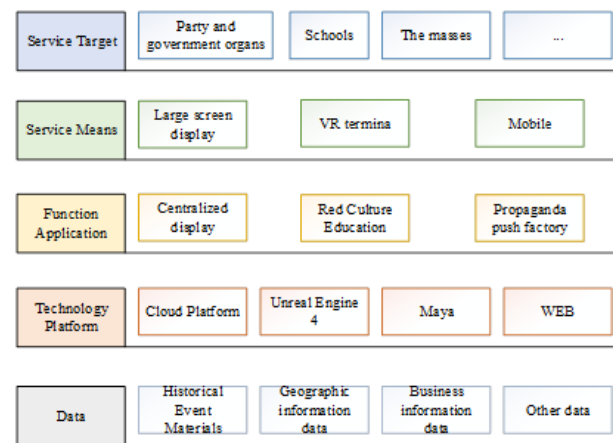 Service Target
Party and
government organs
Schools
The masses
...
Service Means
Large screen
display
VR termina
Mobile
Function
Application
Centralized
display
Red Culture
Education
Propaganda
push factory
Technology
Platform
Cloud Platform
Unreal Engine
4
Maya
WEB
Data
Historical
Event
Materials
Geographic
information
data
Business
information
data
Other data